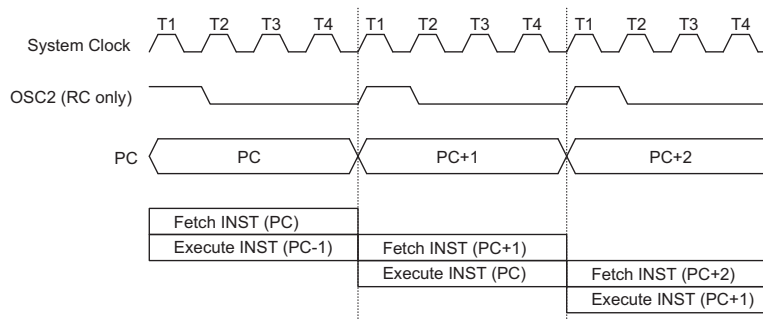 T1 T2 T3 T4 T1 T2 T3 T4 T1 T2 T3 T4
System Clock
OSC2 (RC only)
PC PC PC+1 PC+2
Fetch INST (PC)
Execute INST (PC-1) Fetch INST (PC+1)
Execute INST (PC) Fetch INST (PC+2)
Execute INST (PC+1)